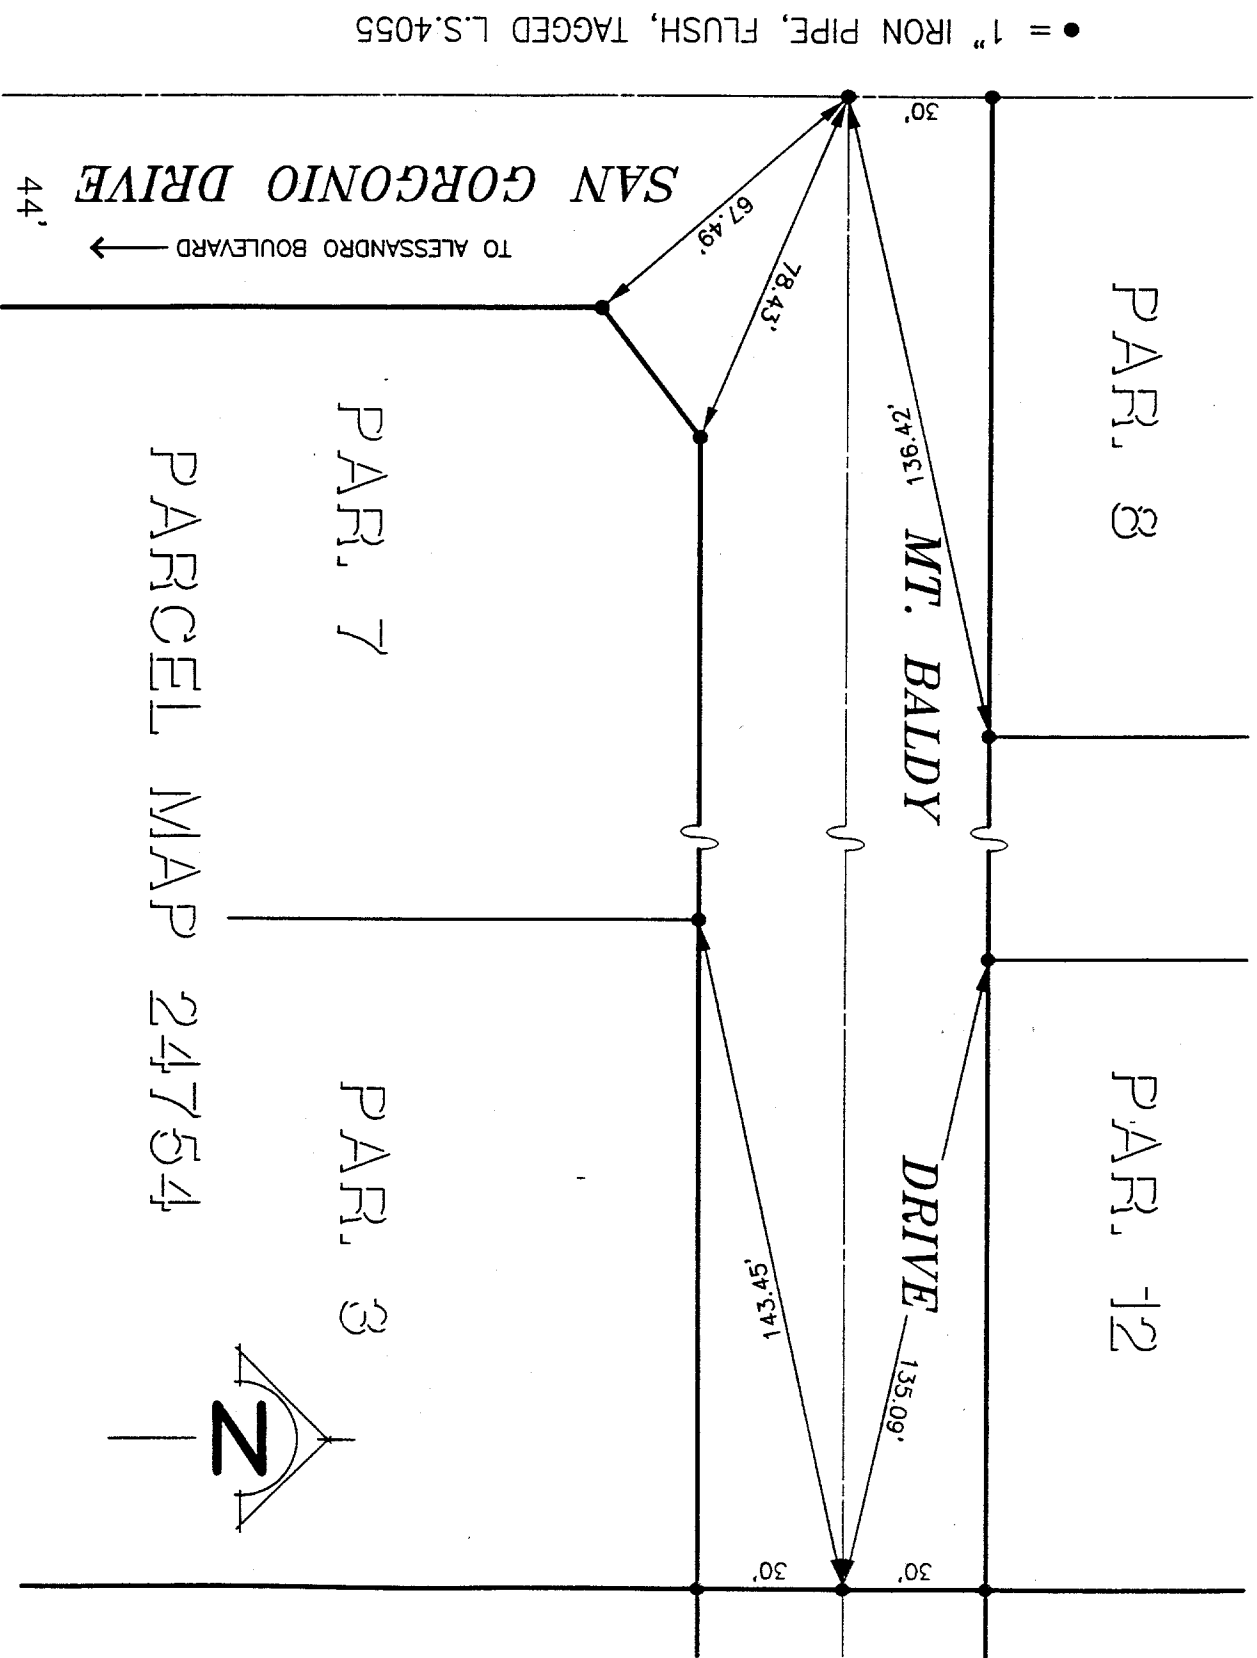 ● = 1" IRON PIPE, FLUSH, TAGGED L.S.4055
30'
SAN GORGONIO DRIVE
44'
TO ALESSANDRO BOULEVARD
67.49'
78.43'
136.42'
PAR. 8
PAR. 7
MT. BALDY
DRIVE
PARCEL MAP 24754
PAR. 12
PAR. 3
143.45'
135.09'
N
30'
30'